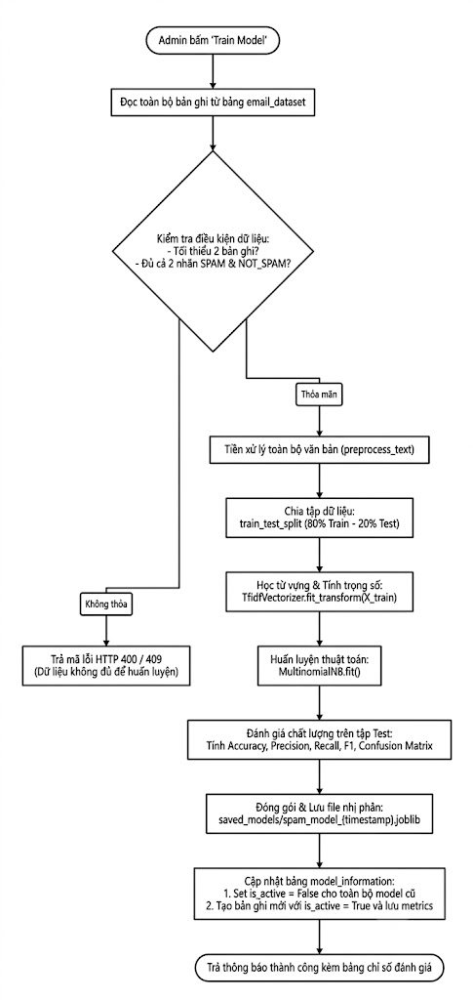 Admin bấm 'Train Model'
Đọc toàn bộ bản ghi từ bảng email_dataset
Kiểm tra điều kiện dữ liệu:
- Tối thiểu 2 bản ghi?
- Đủ cả 2 nhãn SPAM & NOT_SPAM?
Thỏa mãn
Tiền xử lý toàn bộ văn bản (preprocess_text)
Chia tập dữ liệu:
train_test_split (80% Train - 20% Test)
Học từ vựng & Tính trọng số:
TfidfVectorizer.fit_transform(X_train)
Không thỏa
Trả mã lỗi HTTP 400 / 409
(Dữ liệu không đủ để huấn luyện)
Huấn luyện thuật toán:
MultinomialNB.fit()
Đánh giá chất lượng trên tập Test:
Tính Accuracy, Precision, Recall, F1, Confusion Matrix
Đóng gói & Lưu file nhị phân:
saved_models/spam_model_{timestamp}.joblib
Cập nhật bảng model_information:
1. Set is_active = False cho toàn bộ model cũ
2. Tạo bản ghi mới với is_active = True và lưu metrics
Trả thông báo thành công kèm bảng chỉ số đánh giá